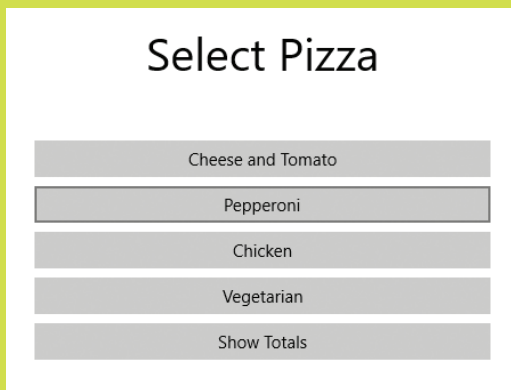 Select Pizza
Cheese and Tomato
Pepperoni
Chicken
Vegetarian
Show Totals